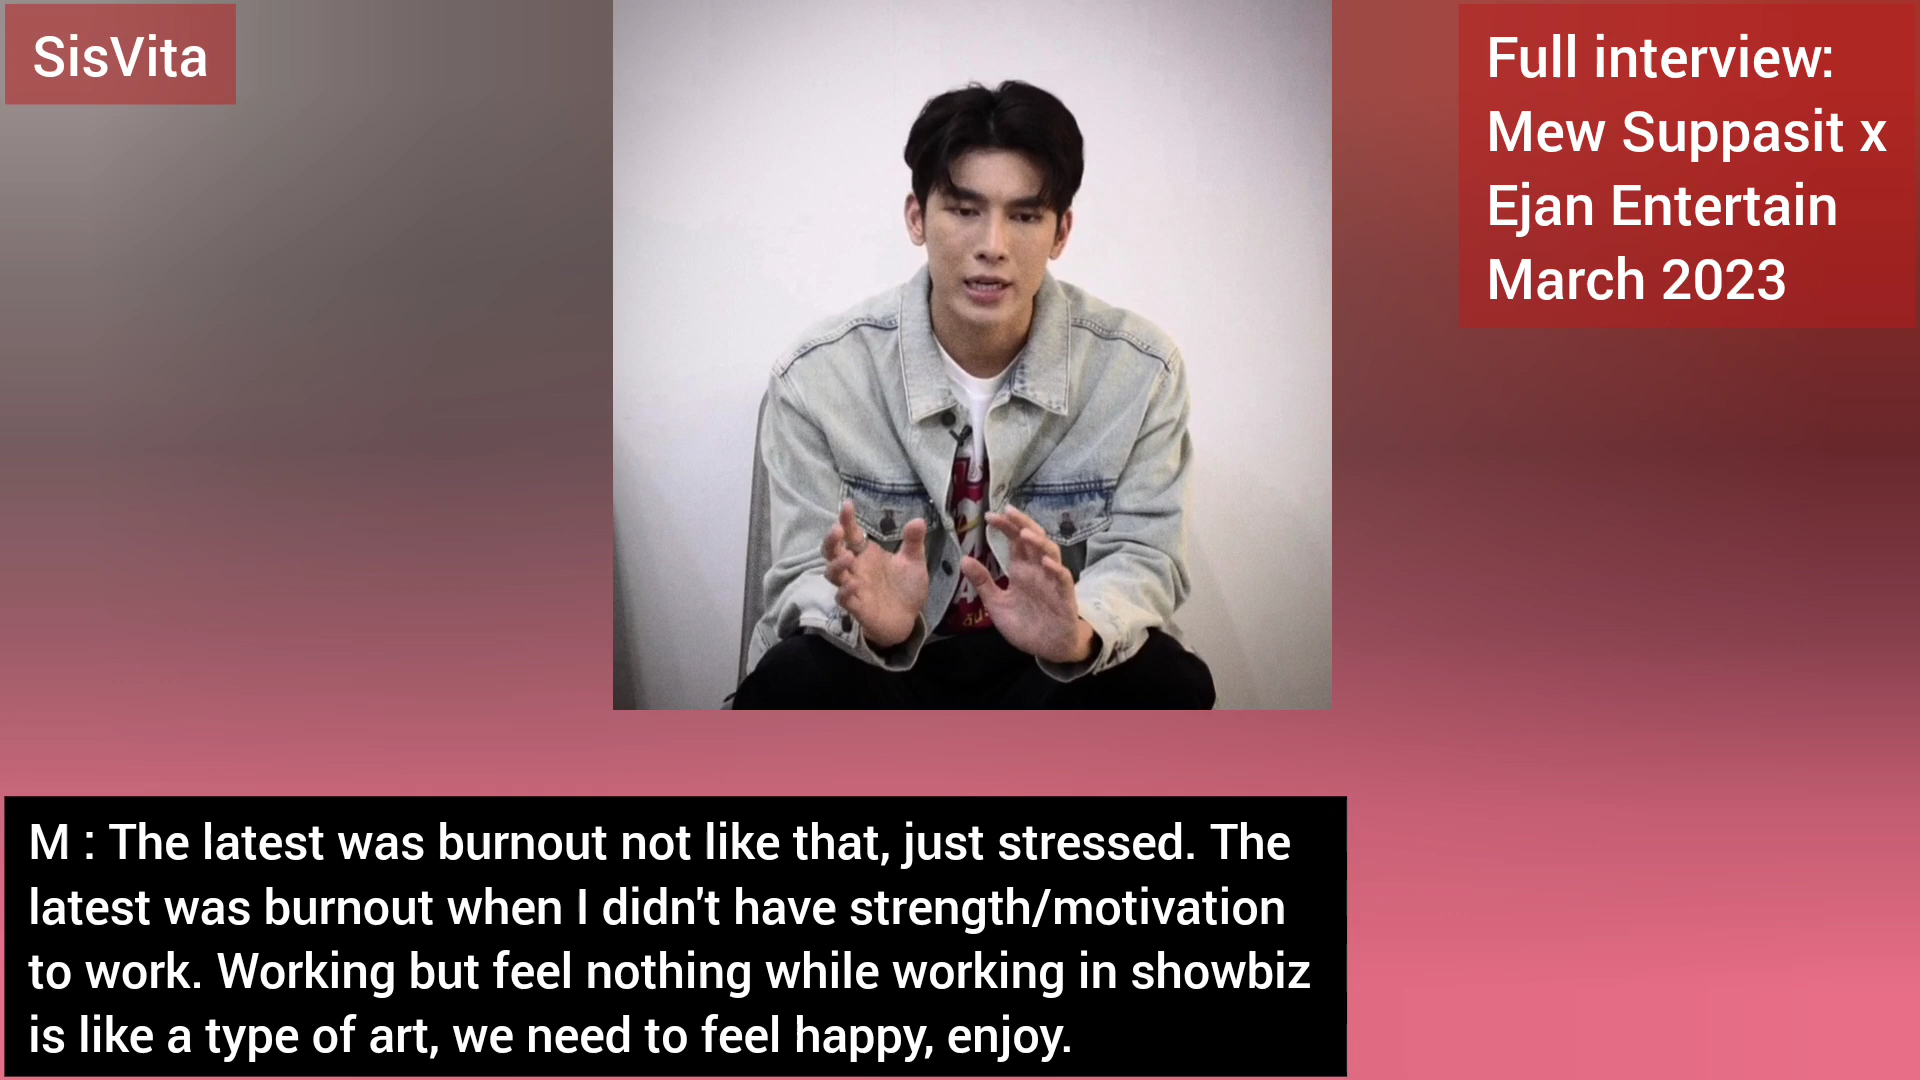 SisVita
Full interview:
Mew Suppasit x
Ejan Entertain
March 2023
M : The latest was burnout not like that, just stressed. The
latest was burnout when I didn't have strength/motivation
to work. Working but feel nothing while working in showbiz
is like a type of art, we need to feel happy, enjoy.